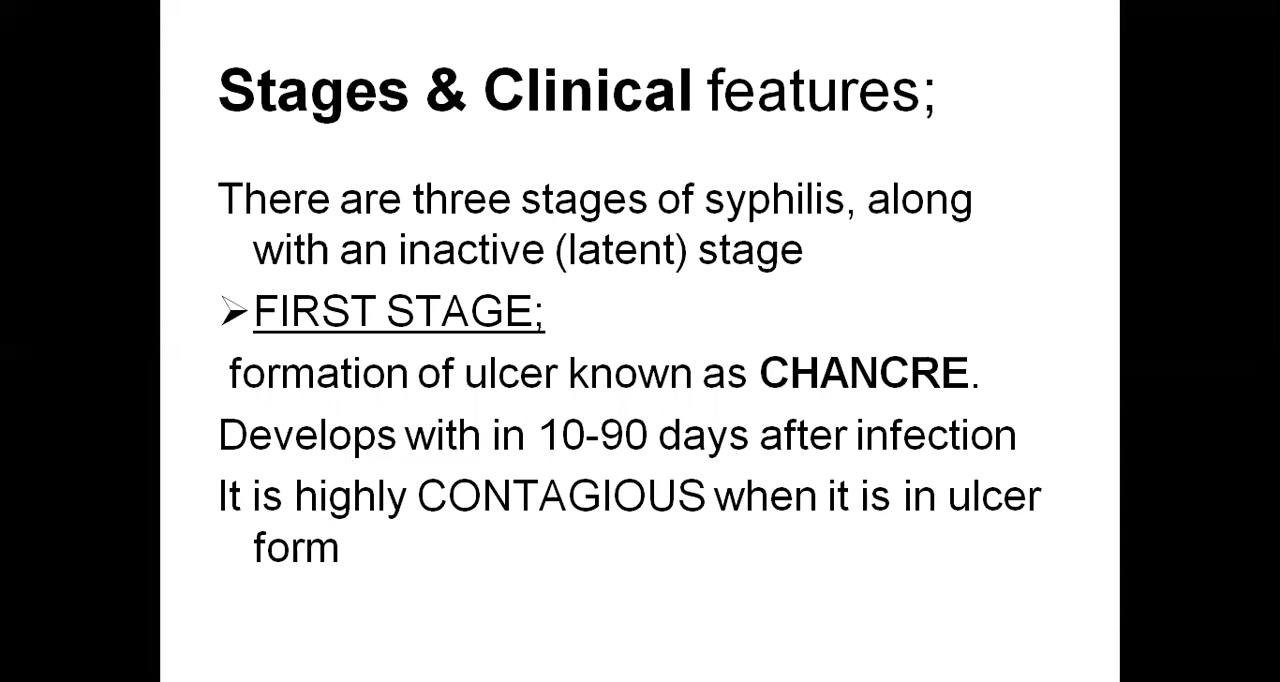 Stages & Clinical features;
There are three stages of syphilis, along
with an inactive (latent) stage
FIRST STAGE;
formation of ulcer known as CHANCRE.
Develops with in 10-90 days after infection
It is highly CONTAGIOUS when it is in ulcer
form